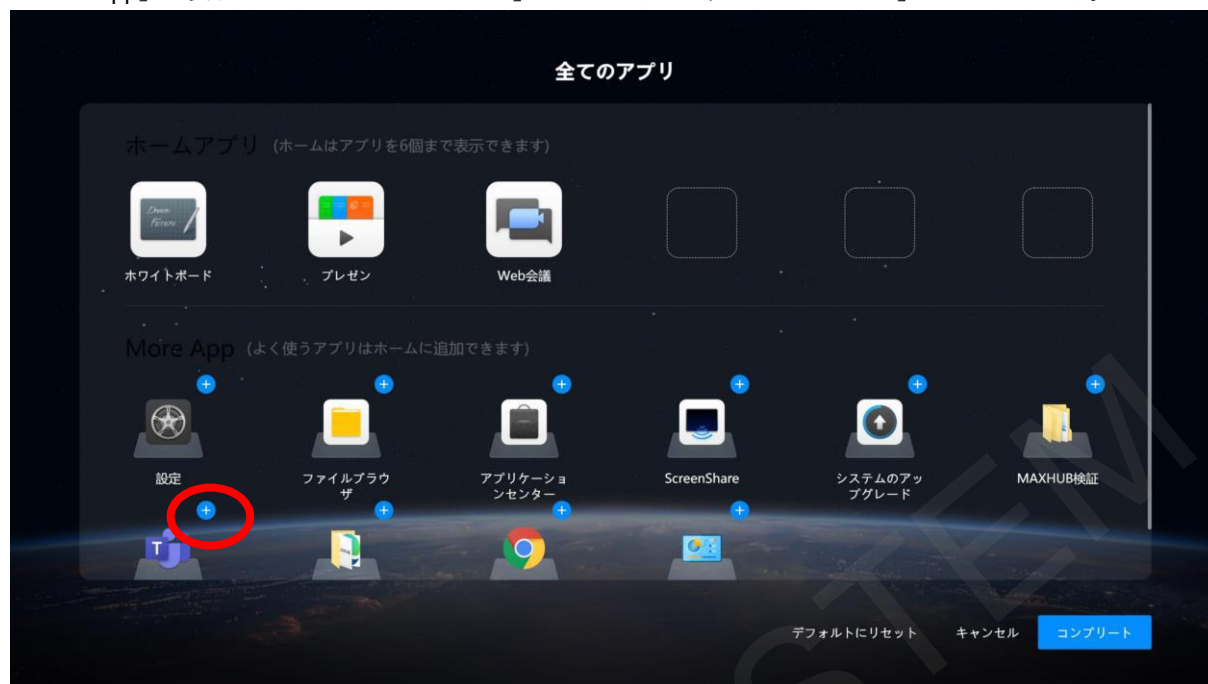 全てのアプリ
ホームアプリ (ホームはアプリを6個まで表示できます)
Dream
Future
ホワイトボード
プレゼン
Web会議
More App (よく使うアプリはホームに追加できます)
設定
ファイルブラウ
ザ
アプリケーショ
ンセンター
ScreenShare
システムのアッ
プグレード
MAXHUB検証
T
デフォルトにリセット キャンセル コンプリート
STEM